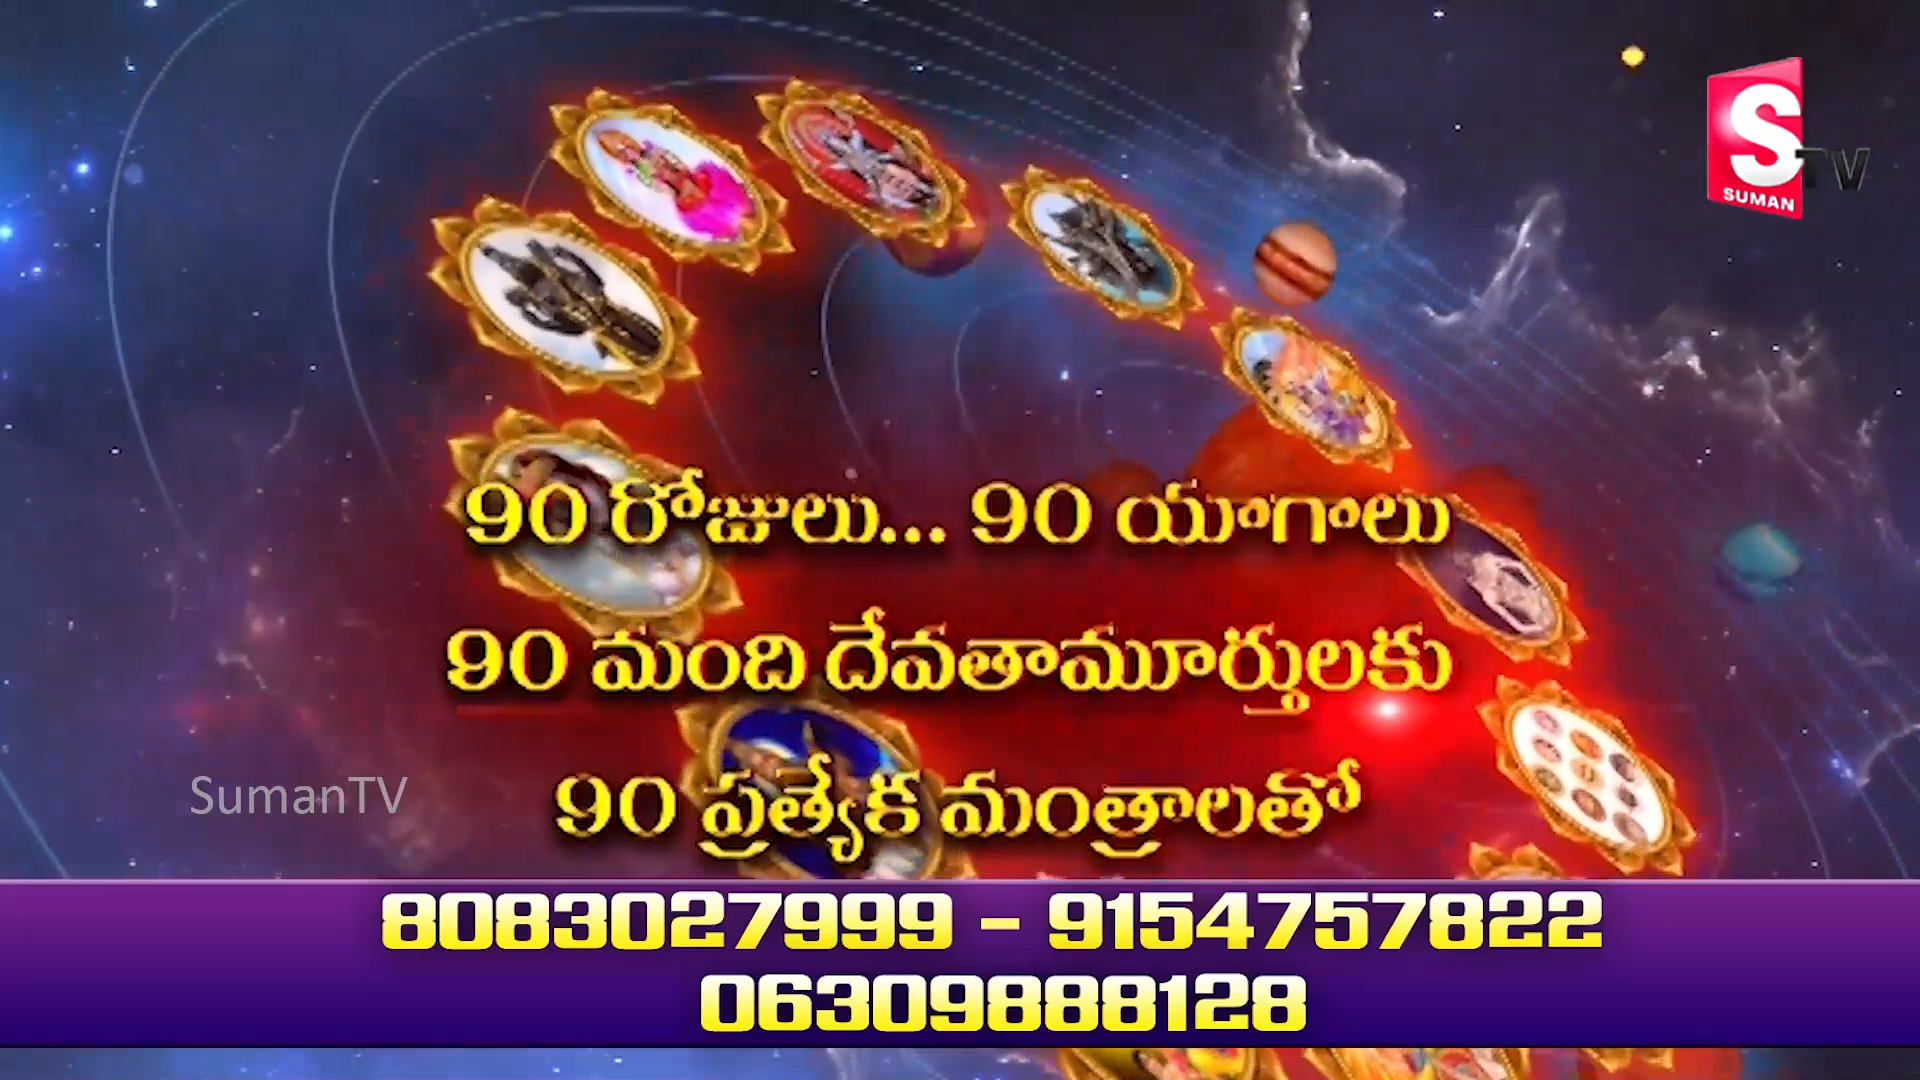 S
TV
SUMAN
90 రోజులు... 90 యాగాలు
90 మంది దేవతామూర్తులకు
90 ప్రత్యేక మంత్రాలతో
SumanTV
8083027999 - 9154757822
06309888128